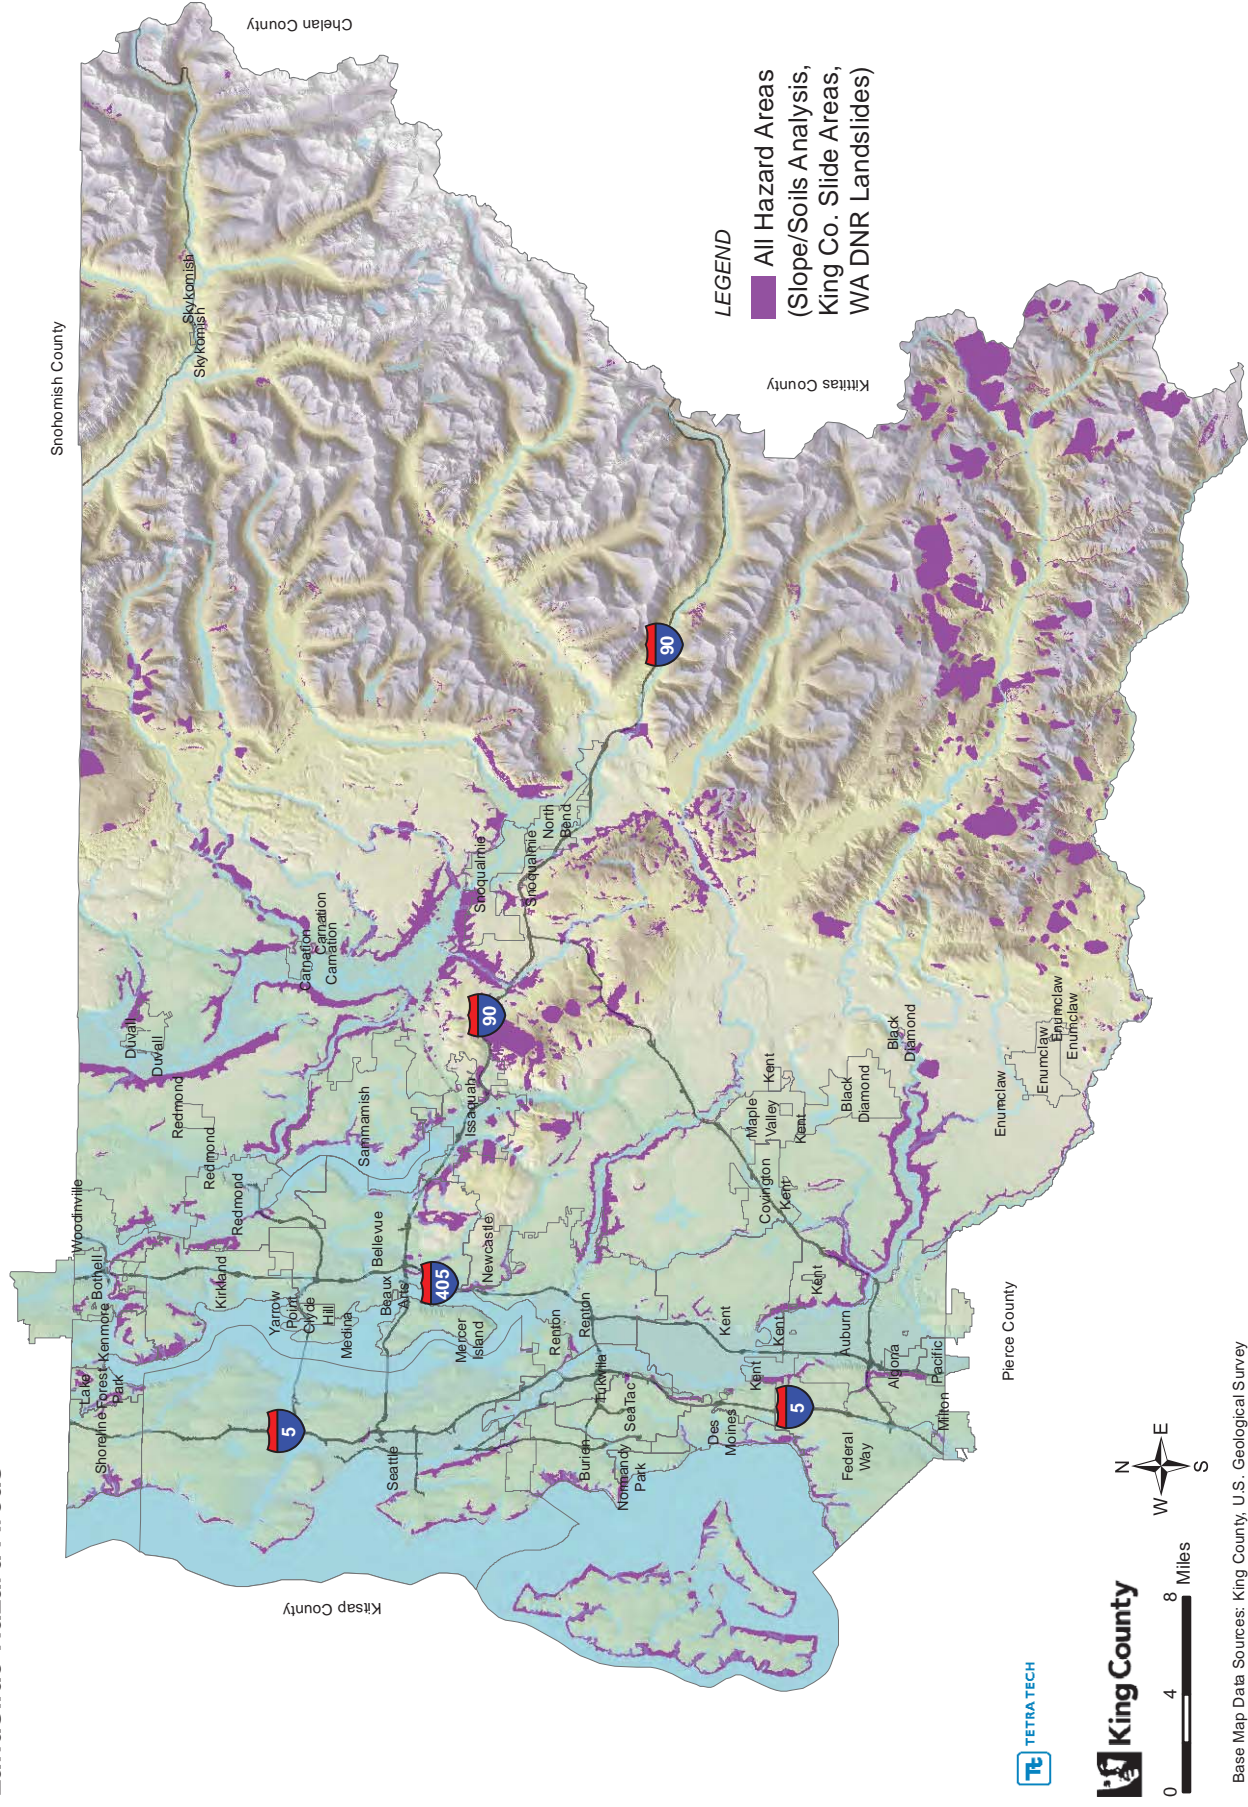 Snohomish County
Chelan County
Kittitas County
Kitsap County
Pierce County
LEGEND
All Hazard Areas
(Slope/Soils Analysis,
King Co. Slide Areas,
WA DNR Landslides)
Skykomish
Skykomish
Duvall
Duvall
Carnation
Carnation
Carnation
Snoqualmie
Snoqualmie
North
Bend
Woodinville
Bothell
Kenmore
Lake
Forest
Park
Shoreline
Redmond
Redmond
Redmond
Kirkland
Sammamish
Yarrow
Point
Clyde
Hill
Medina
Bellevue
Beaux
Arts
Issaquah
Newcastle
Mercer
Island
Seattle
Renton
Renton
Tukwila
SeaTac
Burien
Normandy
Park
Des
Moines
Kent
Kent
Kent
Kent
Kent
Kent
Kent
Covington
Maple
Valley
Black
Diamond
Black
Diamond
Auburn
Algona
Pacific
Milton
Federal
Way
Enumclaw
Enumclaw
Enumclaw
Enumclaw
5
5
405
90
90
N
E
S
W
Tt TETRA TECH
King County
0 4 8
Miles
Base Map Data Sources: King County, U.S. Geological Survey